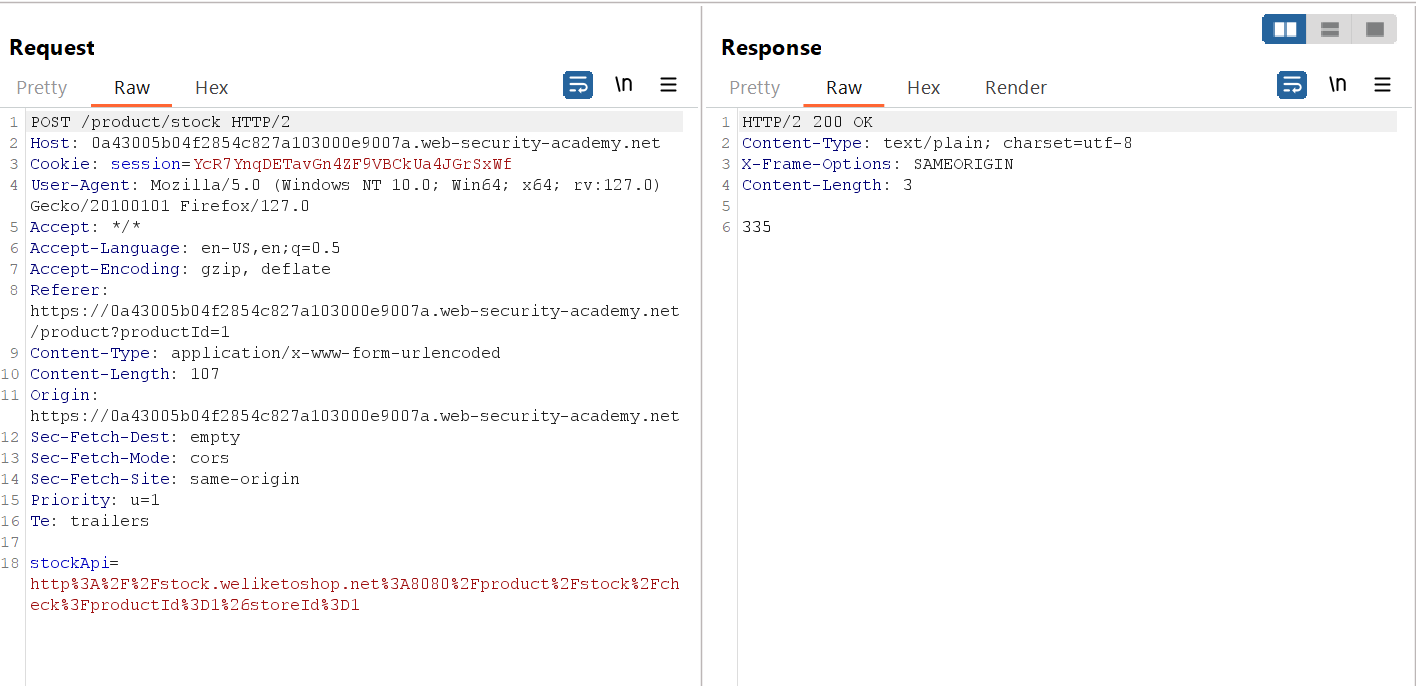 Request
Pretty Raw Hex \n
1 POST /product/stock HTTP/2
2 Host: 0a43005b04f2854c827a103000e9007a.web-security-academy.net
3 Cookie: session=YcR7YnqDETavGn4ZF9VBCkUa4JGrSxWf
4 User-Agent: Mozilla/5.0 (Windows NT 10.0; Win64; x64; rv:127.0)
Gecko/20100101 Firefox/127.0
5 Accept: */*
6 Accept-Language: en-US,en;q=0.5
7 Accept-Encoding: gzip, deflate
8 Referer:
https://0a43005b04f2854c827a103000e9007a.web-security-academy.net
/product?productId=1
9 Content-Type: application/x-www-form-urlencoded
10 Content-Length: 107
11 Origin:
https://0a43005b04f2854c827a103000e9007a.web-security-academy.net
12 Sec-Fetch-Dest: empty
13 Sec-Fetch-Mode: cors
14 Sec-Fetch-Site: same-origin
15 Priority: u=1
16 Te: trailers
17
18 stockApi=
http%3A%2F%2Fstock.weliketoshop.net%3A8080%2Fproduct%2Fstock%2Fch
eck%3FproductId%3D1%26storeId%3D1
Response
Pretty Raw Hex Render \n
1 HTTP/2 200 OK
2 Content-Type: text/plain; charset=utf-8
3 X-Frame-Options: SAMEORIGIN
4 Content-Length: 3
5
6 335